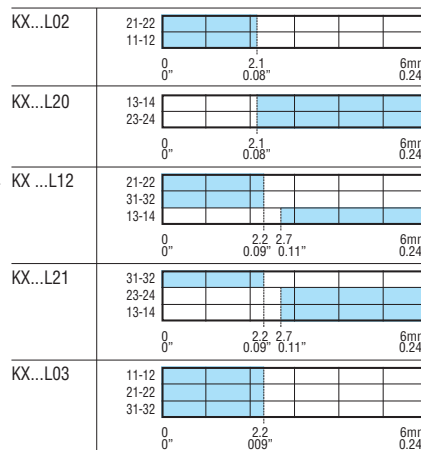 KX...L02 21-22
11-12
0 2.1 6mm
0" 0.08" 0.24
KX...L20 13-14
23-24
0 2.1 6mm
0" 0.08" 0.24
KX ...L12 21-22
31-32
13-14
0 2.2 2.7 6mm
0" 0.09" 0.11" 0.24
KX...L21 31-32
23-24
13-14
0 2.2 2.7 6mm
0" 0.09" 0.11" 0.24
KX...L03 11-12
21-22
31-32
0 2.2 6mm
0" 009" 0.24